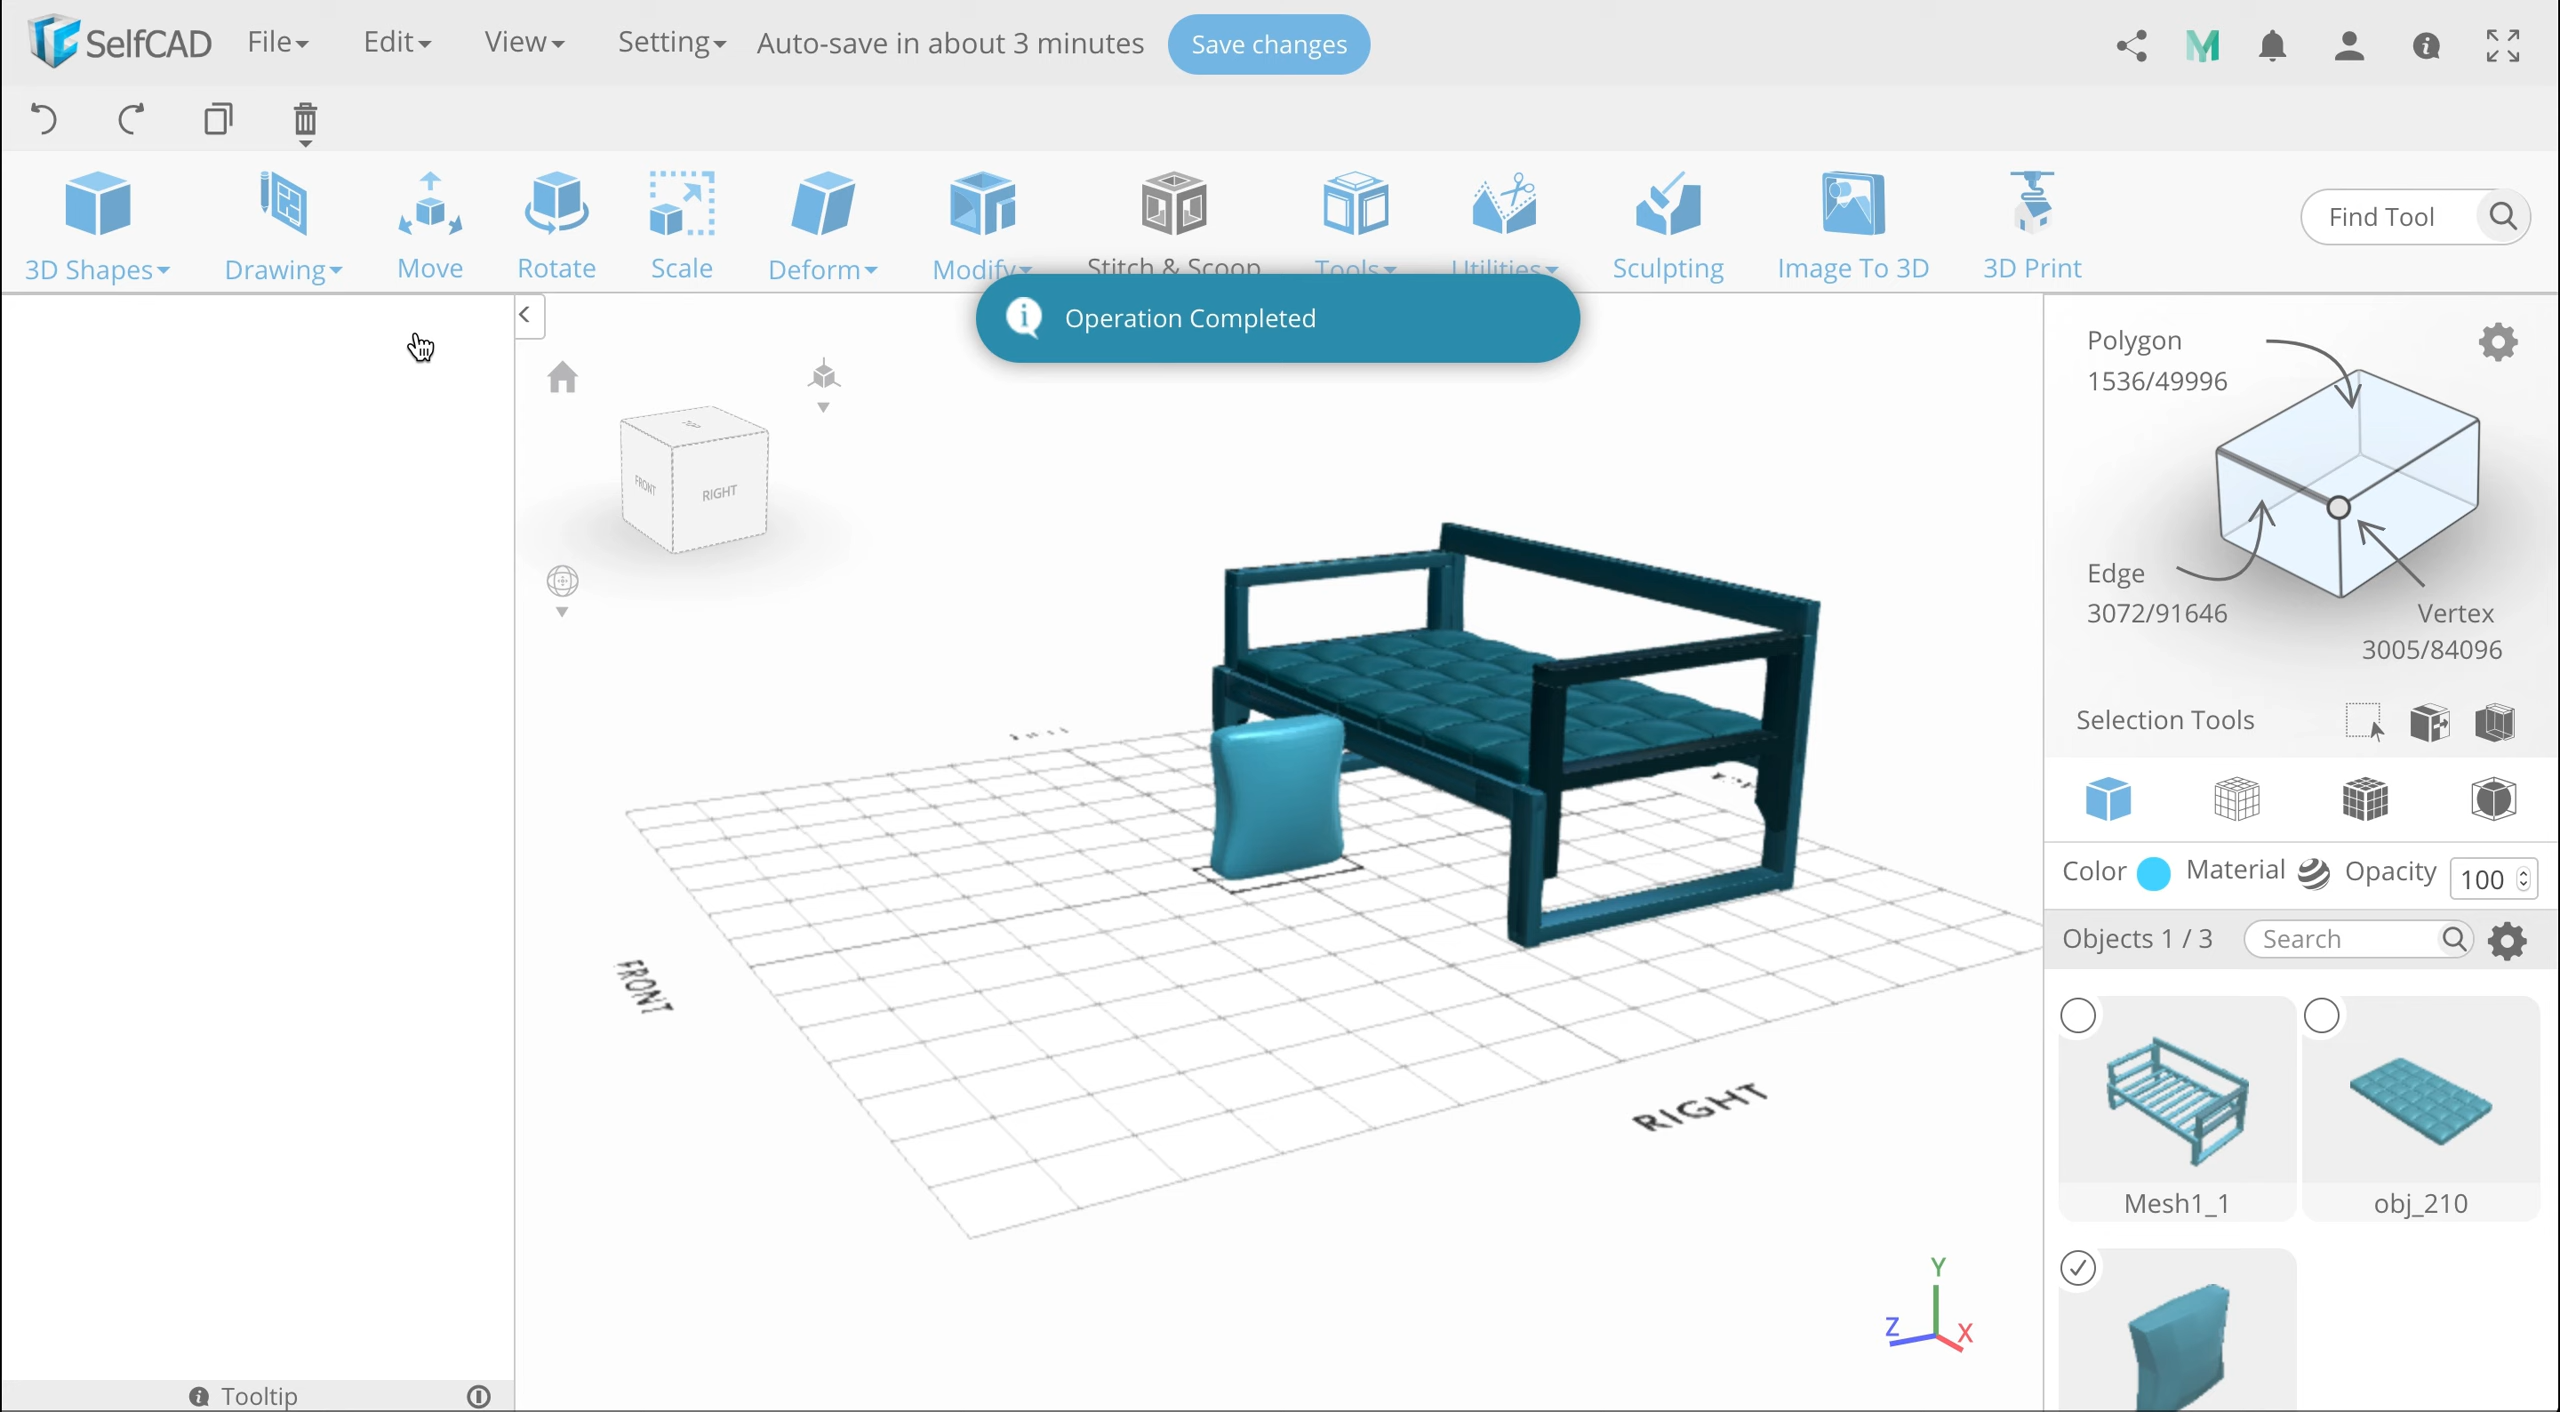 SelfCAD File Edit View Setting Auto-save in about 3 minutes Save changes
3D Shapes Drawing Move Rotate Scale Deform Modify Stitch & Scoop Tools Utilities Sculpting Image To 3D 3D Print
Find Tool
Operation Completed
Polygon
1536/49996
TOP
FRONT
RIGHT
Edge
3072/91646
Vertex
3005/84096
Selection Tools
Color Material Opacity 100
Objects 1 / 3 Search
FRONT
RIGHT
Mesh1_1
obj_210
Y
Z
X
Tooltip